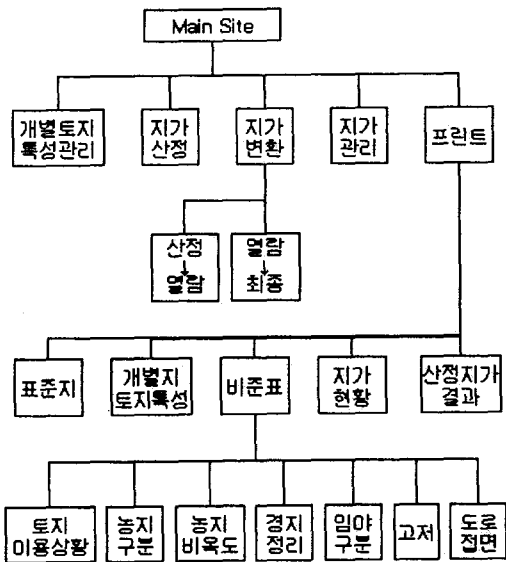 Main Site
개별토지
특성관리
지가
산정
지가
변환
지가
관리
프린트
산정
↓
열람
열람
↓
최종
표준지
개별지
토지특성
비준표
지가
현황
산정지가
결과
토지
이용상황
농지
구분
농지
비옥도
경지
정리
임야
구분
고저
도로
접면